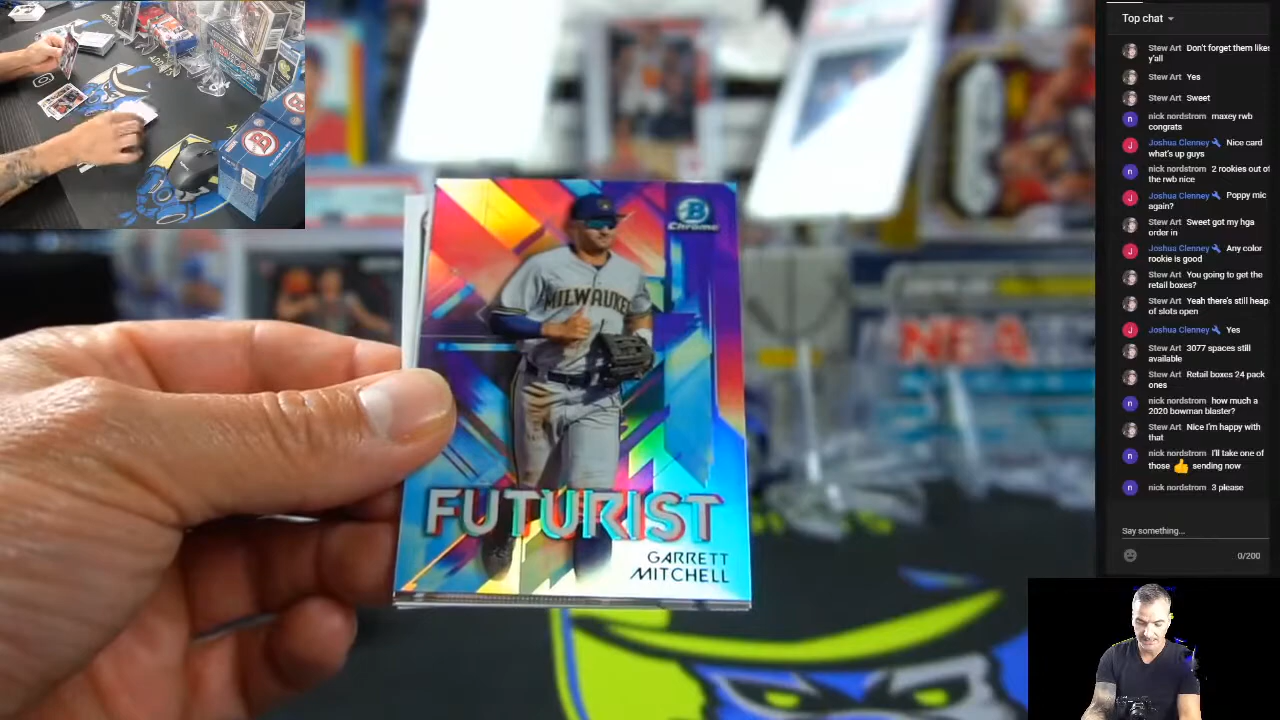 B
Chrome
MILWAUKEE
FUTURIST
GARRETT
MITCHELL
NBA
B
Top chat
Stew Art Don't forget them likes
y'all
Stew Art Yes
Stew Art Sweet
nick nordstrom maxey rwb
congrats
Joshua Clenney Nice card
what's up guys
nick nordstrom 2 rookies out of
the rwb nice
Joshua Clenney Poppy mic
again?
Stew Art Sweet got my hga
order in
Joshua Clenney Any color
rookie is good
Stew Art You going to get the
retail boxes?
Stew Art Yeah there's still heap
of slots open
Joshua Clenney Yes
Stew Art 3077 spaces still
available
Stew Art Retail boxes 24 pack
ones
nick nordstrom how much a
2020 bowman blaster?
Stew Art Nice I'm happy with
that
nick nordstrom I'll take one of
those 👍 sending now
nick nordstrom 3 please
Say something...
0/200